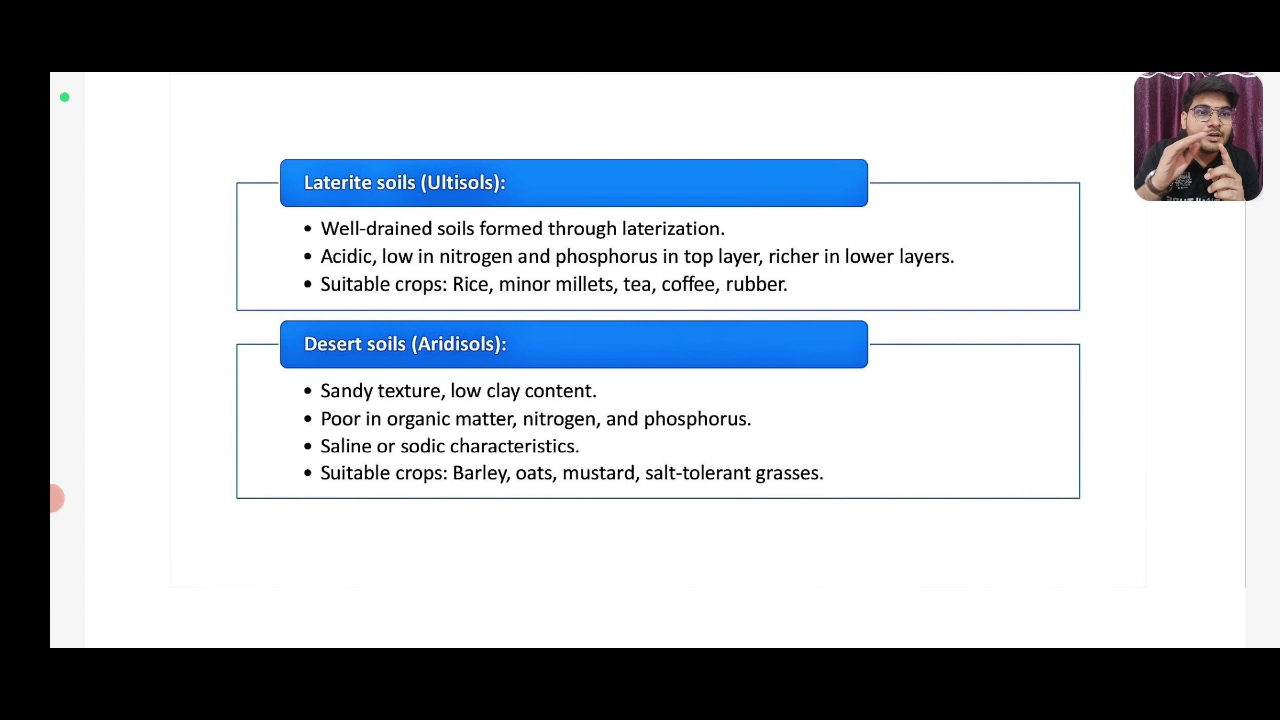 Laterite soils (Ultisols):
• Well-drained soils formed through laterization.
• Acidic, low in nitrogen and phosphorus in top layer, richer in lower layers.
• Suitable crops: Rice, minor millets, tea, coffee, rubber.
Desert soils (Aridisols):
• Sandy texture, low clay content.
• Poor in organic matter, nitrogen, and phosphorus.
• Saline or sodic characteristics.
• Suitable crops: Barley, oats, mustard, salt-tolerant grasses.